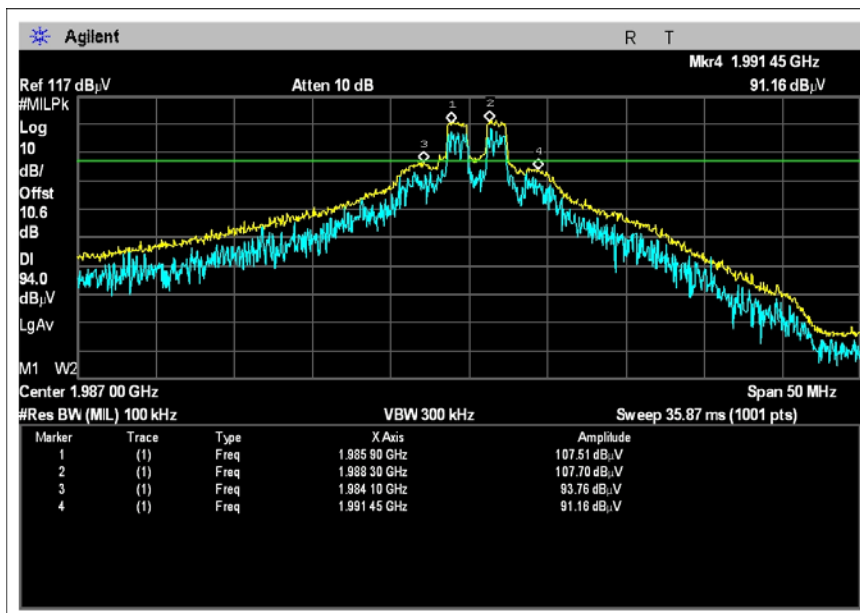 Agilent R T
Mkr4 1.991 45 GHz
Ref 117 dBµV Atten 10 dB 91.16 dBµV
#MILPk
Log
10
dB/
Offst
10.6
dB
DI
94.0
dBµV
LgAv
M1 W2
1
2
3
4
Center 1.987 00 GHz Span 50 MHz
#Res BW (MIL) 100 kHz VBW 300 kHz Sweep 35.87 ms (1001 pts)
Marker Trace Type X Axis Amplitude
1 (1) Freq 1.985 90 GHz 107.51 dBµV
2 (1) Freq 1.988 30 GHz 107.70 dBµV
3 (1) Freq 1.984 10 GHz 93.76 dBµV
4 (1) Freq 1.991 45 GHz 91.16 dBµV